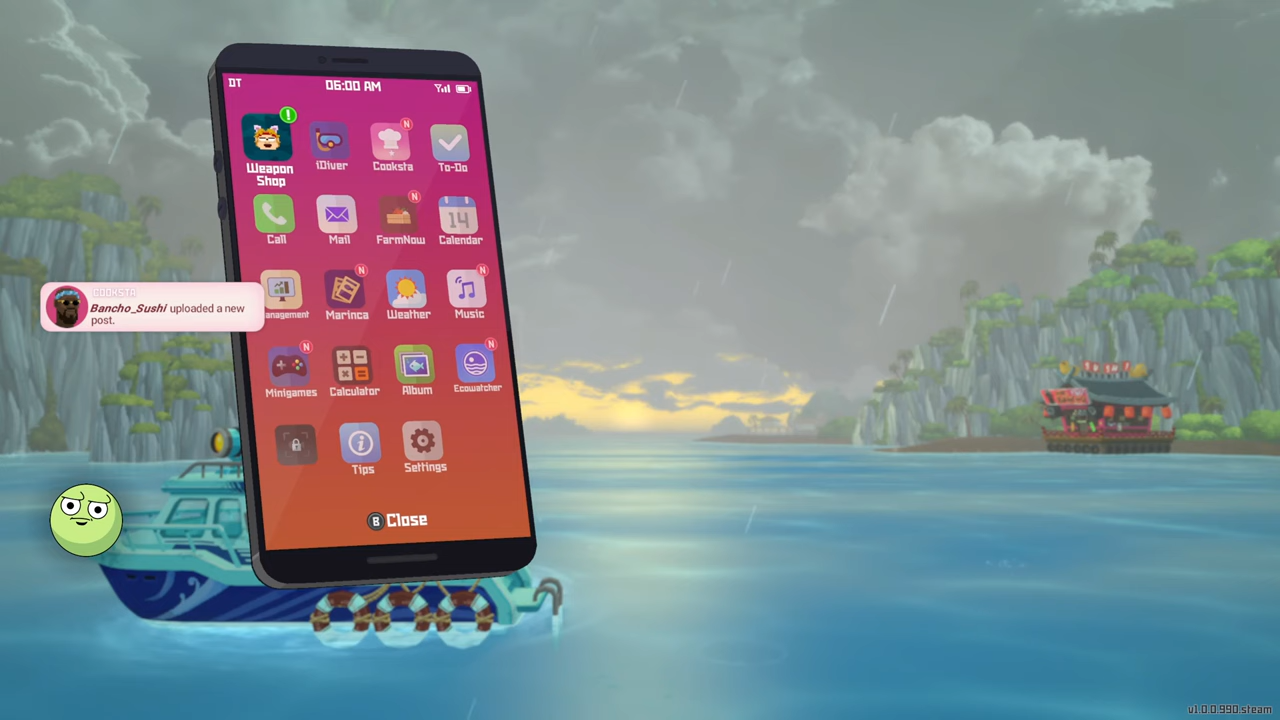 DT
06:00 AM
!
N
Weapon
Shop
iDiver
Cooksta
To-Do
N
14
Call
Mail
FarmNow
Calendar
N
N
anagement
Marinca
Weather
Music
COOKSTA
Bancho_Sushi uploaded a new
post.
N
N
Minigames
Calculator
Album
Ecowatcher
Tips
Settings
B Close
v1.0.0.990.steam